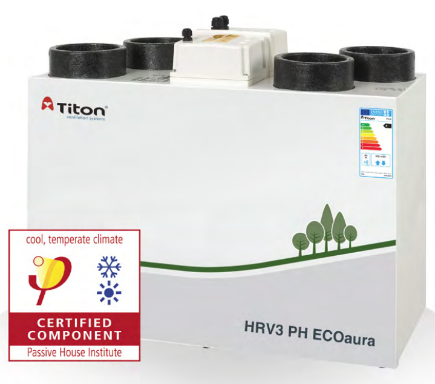 Titon®
ventilation systems
cool, temperate climate
CERTIFIED
COMPONENT
Passive House Institute
HRV3 PH ECOaura